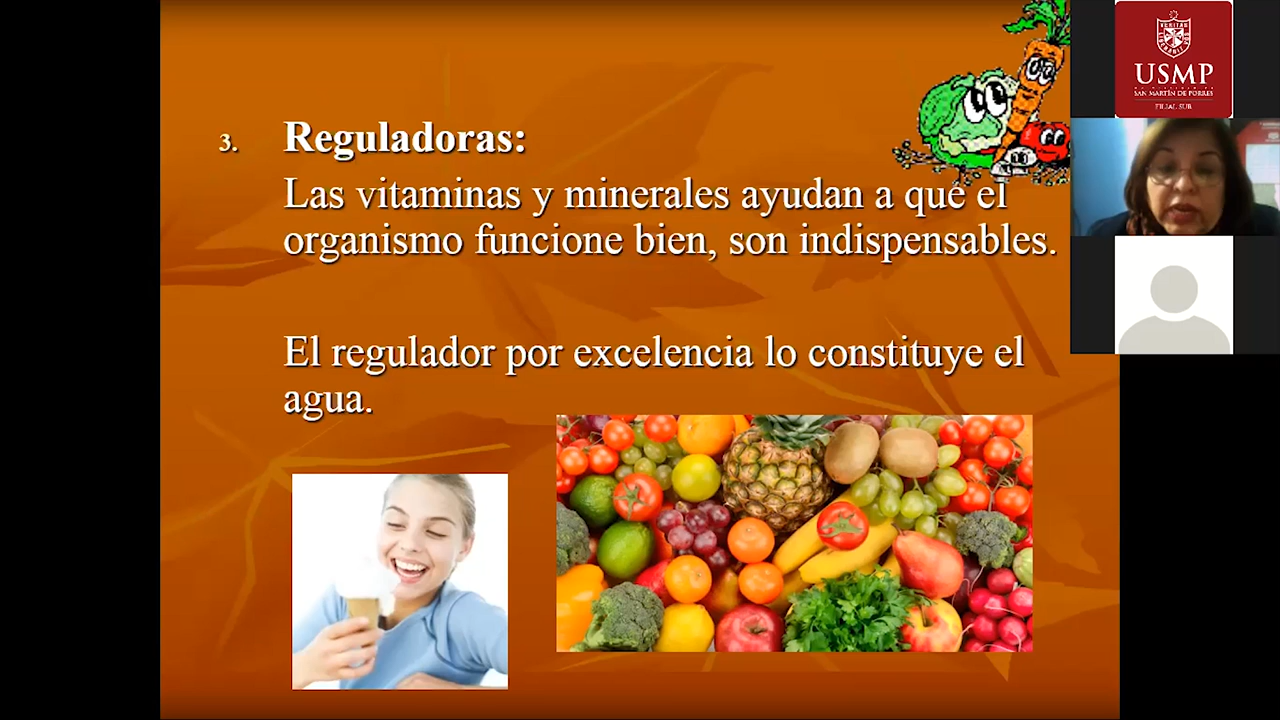 3. Reguladoras:
Las vitaminas y minerales ayudan a que el
organismo funcione bien, son indispensables.
El regulador por excelencia lo constituye el
agua.
USMP
SAN MARTÍN DE PORRES
FILIAL SUR